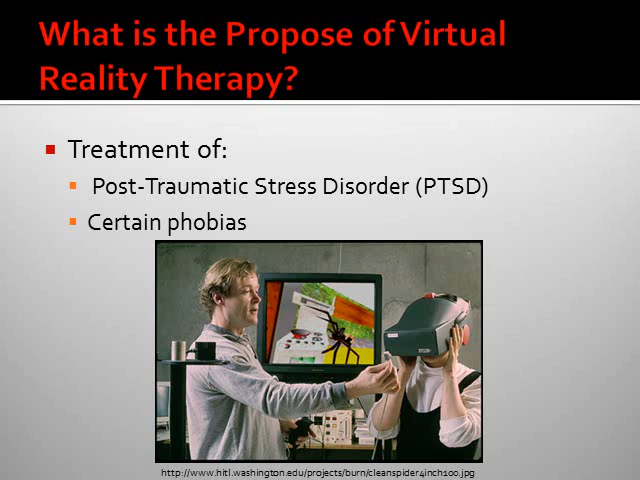 What is the Propose of Virtual
Reality Therapy?
Treatment of:
Post-Traumatic Stress Disorder (PTSD)
Certain phobias
http://www.hitl.washington.edu/projects/burn/cleanspider4inch100.jpg